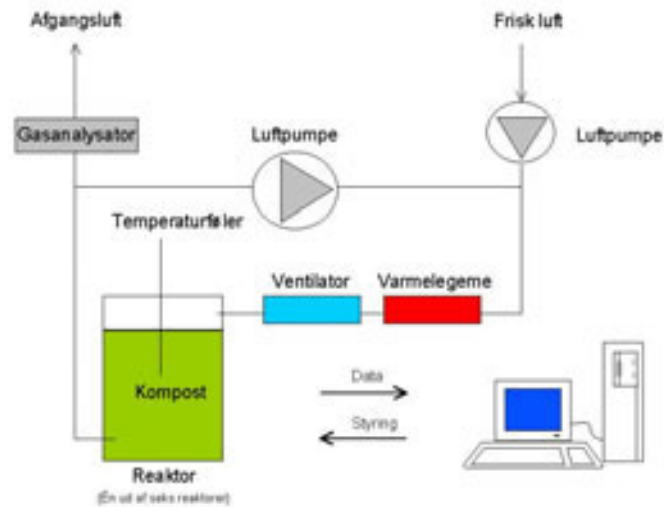 Afgangsluft
Frisk luft
Gasanalysator
Luftpumpe
Luftpumpe
Temperaturføler
Ventilator
Varmelegeme
Kompost
Data
Styring
Reaktor
(Én ud af seks reaktorer)